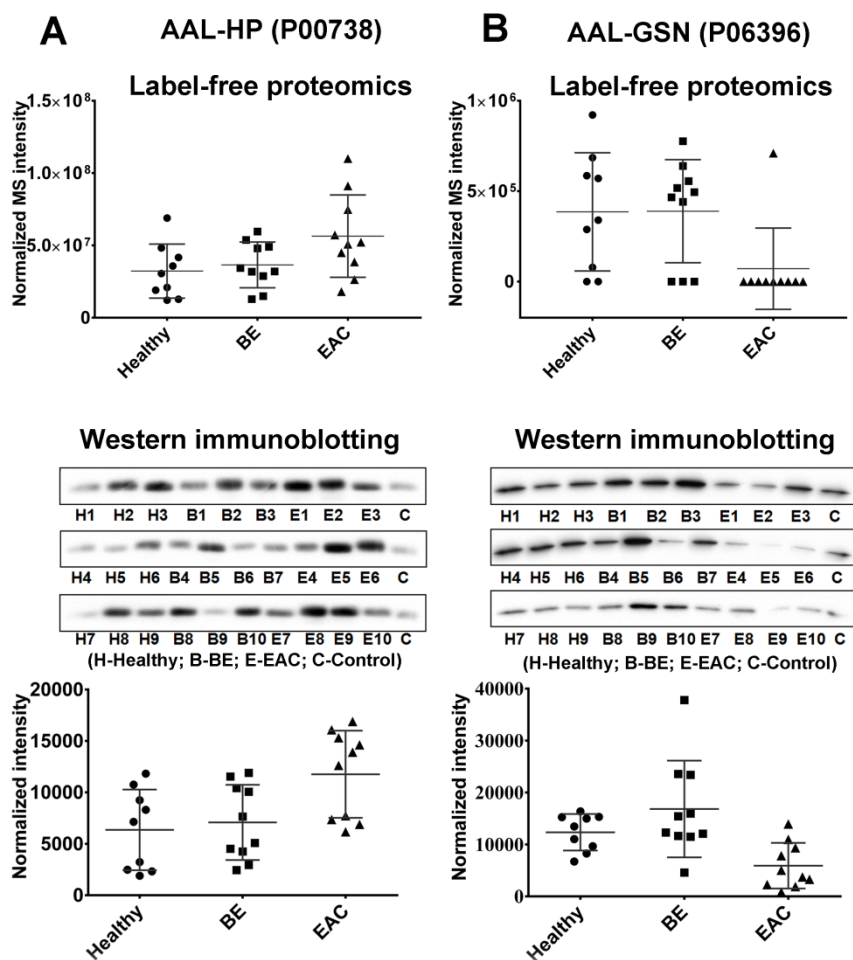 A
AAL-HP (P00738)
Label-free proteomics
Normalized MS intensity
1.5×10⁸
1.0×10⁸
5.0×10⁷
0
Healthy
BE
EAC
Western immunoblotting
H1 H2 H3 B1 B2 B3 E1 E2 E3 C
H4 H5 H6 B4 B5 B6 B7 E4 E5 E6 C
H7 H8 H9 B8 B9 B10 E7 E8 E9 E10 C
(H-Healthy; B-BE; E-EAC; C-Control)
Normalized intensity
20000
15000
10000
5000
0
Healthy
BE
EAC
B
AAL-GSN (P06396)
Label-free proteomics
Normalized MS intensity
1×10⁶
5×10⁵
0
Healthy
BE
EAC
Western immunoblotting
H1 H2 H3 B1 B2 B3 E1 E2 E3 C
H4 H5 H6 B4 B5 B6 B7 E4 E5 E6 C
H7 H8 H9 B8 B9 B10 E7 E8 E9 E10 C
(H-Healthy; B-BE; E-EAC; C-Control)
Normalized intensity
40000
30000
20000
10000
0
Healthy
BE
EAC